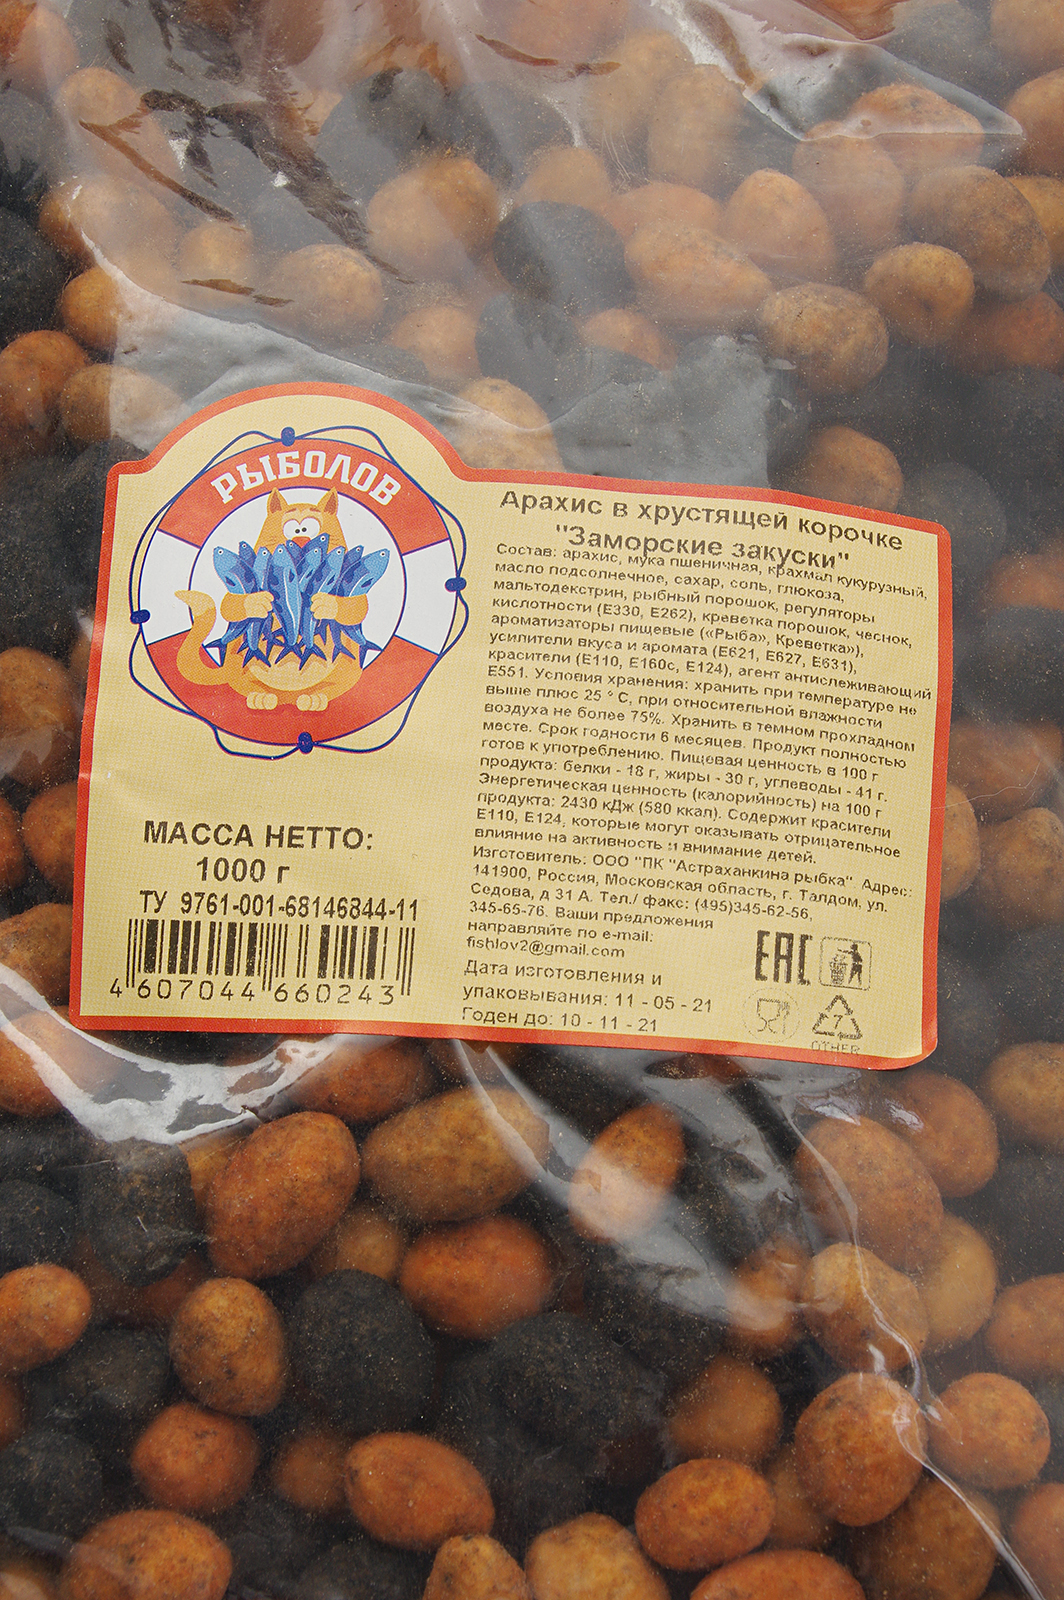 РЫБОЛОВ
Арахис в хрустящей корочке
"Заморские закуски"
Состав: арахис, мука пшеничная, крахмал кукурузный,
масло подсолнечное, сахар, соль, глюкоза,
мальтодекстрин, рыбный порошок, регуляторы
кислотности (Е330, Е262), креветка порошок, чеснок,
ароматизаторы пищевые («Рыба», Креветка»),
усилители вкуса и аромата (Е621, Е627, Е631),
красители (Е110, Е160с, Е124), агент антислеживающий
Е551. Условия хранения: хранить при температуре не
выше плюс 25 ° С, при относительной влажности
воздуха не более 75%. Хранить в темном прохладном
месте. Срок годности 6 месяцев. Продукт полностью
готов к употреблению. Пищевая ценность в 100 г
продукта: белки - 18 г, жиры - 30 г, углеводы - 41 г.
Энергетическая ценность (калорийность) на 100 г
продукта: 2430 кДж (580 ккал). Содержит красители
Е110, Е124, которые могут оказывать отрицательное
влияние на активность и внимание детей.
Изготовитель: ООО "ПК "Астраханкина рыбка". Адрес:
141900, Россия, Московская область, г. Талдом, ул.
Седова, д 31 А. Тел./ факс: (495)345-62-56,
345-65-76. Ваши предложения
направляйте по e-mail:
fishlov2@gmail.com
Дата изготовления и
упаковывания: 11 - 05 - 21
Годен до: 10 - 11 - 21
МАССА НЕТТО:
1000 г
ТУ 9761-001-68146844-11
4 607044 660243
EAC
7
OTHER